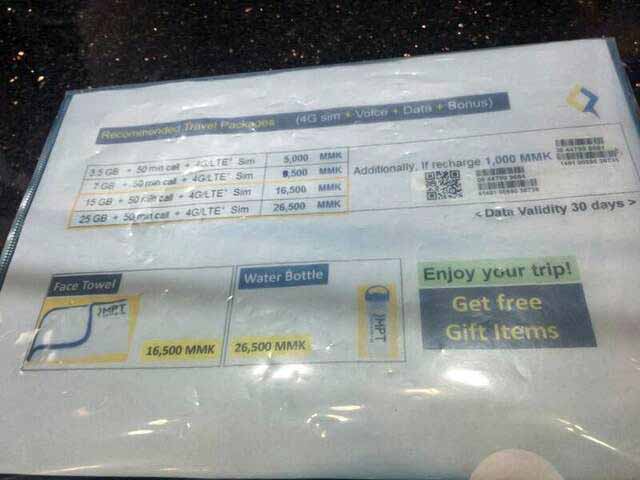 Recommended Travel Packages (4G sim + Voice + Data + Bonus)
3.5 GB + 50 min call + 4G/LTE+ Sim 5,000 MMK
7 GB + 50 min call + 4G/LTE+ Sim 8,500 MMK
15 GB + 50 min call + 4G/LTE+ Sim 16,500 MMK
25 GB + 50 min call + 4G/LTE+ Sim 26,500 MMK
Additionally, If recharge 1,000 MMK
< Data Validity 30 days >
Face Towel
MPT
16,500 MMK
Water Bottle
MPT
26,500 MMK
Enjoy your trip!
Get free
Gift Items